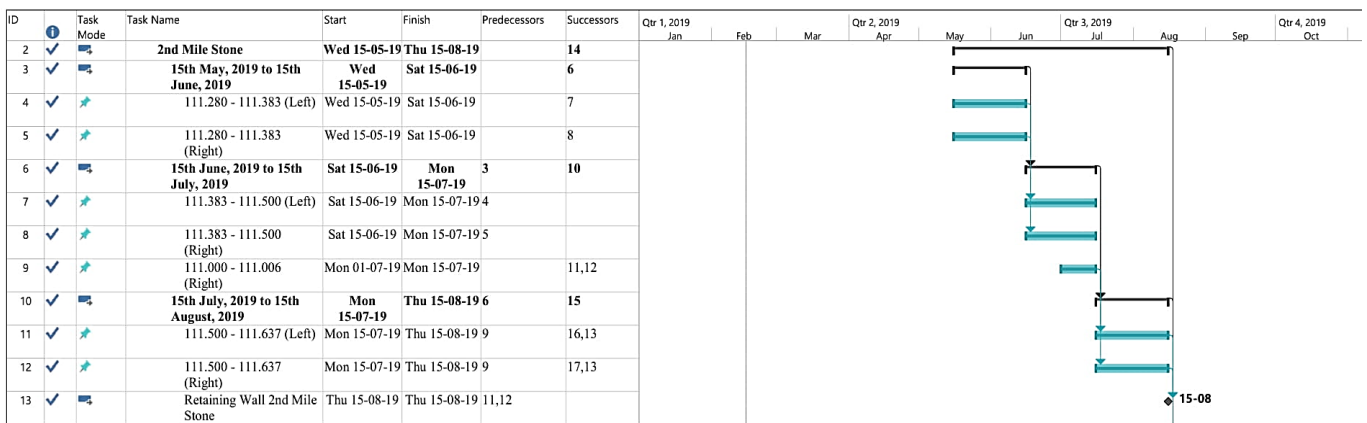 ID Task Mode Task Name Start Finish Predecessors Successors Qtr 1, 2019 Qtr 2, 2019 Qtr 3, 2019 Qtr 4, 2019
Jan Feb Mar Apr May Jun Jul Aug Sep Oct
2 2nd Mile Stone Wed 15-05-19 Thu 15-08-19 14
3 15th May, 2019 to 15th June, 2019 Wed 15-05-19 Sat 15-06-19 6
4 111.280 - 111.383 (Left) Wed 15-05-19 Sat 15-06-19 7
5 111.280 - 111.383 (Right) Wed 15-05-19 Sat 15-06-19 8
6 15th June, 2019 to 15th July, 2019 Sat 15-06-19 Mon 15-07-19 3 10
7 111.383 - 111.500 (Left) Sat 15-06-19 Mon 15-07-19 4
8 111.383 - 111.500 (Right) Sat 15-06-19 Mon 15-07-19 5
9 111.000 - 111.006 (Right) Mon 01-07-19 Mon 15-07-19 11,12
10 15th July, 2019 to 15th August, 2019 Mon 15-07-19 Thu 15-08-19 6 15
11 111.500 - 111.637 (Left) Mon 15-07-19 Thu 15-08-19 9 16,13
12 111.500 - 111.637 (Right) Mon 15-07-19 Thu 15-08-19 9 17,13
13 Retaining Wall 2nd Mile Stone Thu 15-08-19 Thu 15-08-19 11,12 15-08